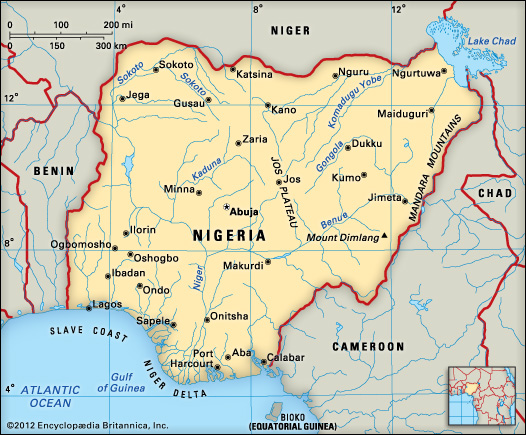 0 100 200 mi
0 150 300 km
4°
8°
12°
NIGER
Lake Chad
Sokoto
Sokoto
Sokoto
Katsina
Nguru
Ngurtuwa
Komadugu Yobe
Jega
Gusau
Kano
12°
Maiduguri
Zaria
Gongola
Dukku
MANDARA MOUNTAINS
BENIN
Kaduna
Jos
JOS PLATEAU
Kumo
CHAD
Minna
Abuja
Jimeta
Benue
Ilorin
NIGERIA
Mount Dimlang
Ogbomosho
8°
Oshogbo
Makurdi
Ibadan
Niger
Ondo
Lagos
Onitsha
SLAVE COAST
Sapele
CAMEROON
Port
Harcourt
Aba
Calabar
Gulf
of Guinea
NIGER DELTA
ATLANTIC
OCEAN
4°
BIOKO
(EQUATORIAL GUINEA)
©2012 Encyclopædia Britannica, Inc.